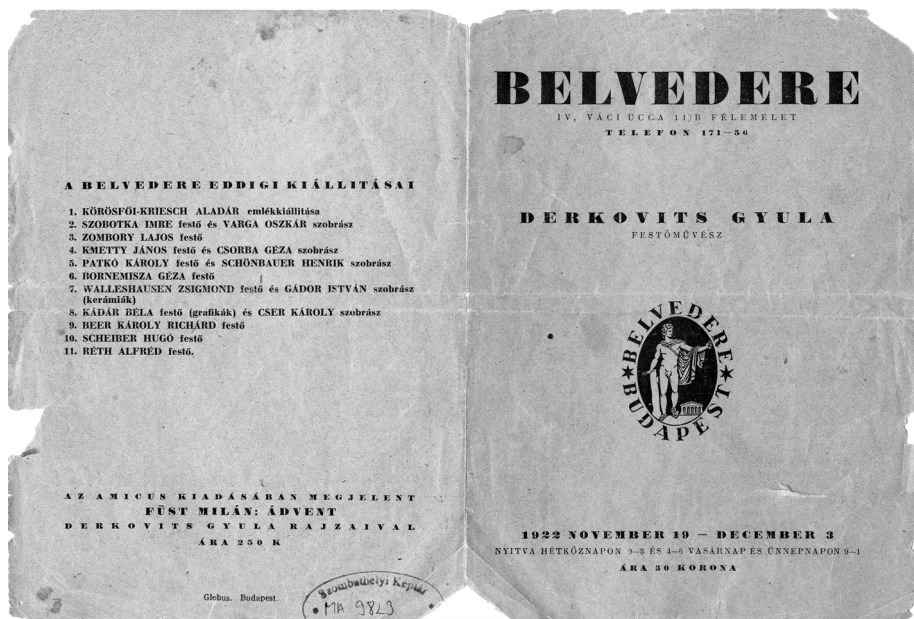 A BELVEDERE EDDIGI KIÁLLITÁSAI
1. KÖRÖSFŐI-KRIESCH ALADÁR emlékkiállitása
2. SZOBOTKA IMRE festő és VARGA OSZKÁR szobrász
3. ZOMBORY LAJOS festő
4. KMETTY JÁNOS festő és CSORBA GÉZA szobrász
5. PATKÓ KÁROLY festő és SCHÖNBAUER HENRIK szobrász
6. BORNEMISZA GÉZA festő
7. WALLESHAUSEN ZSIGMOND festő és GÁDOR ISTVÁN szobrász
(kerámiák)
8. KÁDÁR BÉLA festő (grafikák) és CSER KÁROLY szobrász
9. BEER KÁROLY RICHÁRD festő
10. SCHEIBER HUGÓ festő
11. RÉTH ALFRÉD festő.
AZ AMICUS KIADÁSÁBAN MEGJELENT
FÜST MILÁN: ÁDVENT
DERKOVITS GYULA RAJZAIVAL
ÁRA 250 K
Globus. Budapest.
Szombathelyi Képtár
MA 9823
BELVEDERE
IV, VÁCI UCCA 11/B FÉLEMELET
TELEFON 171—56
DERKOVITS GYULA
FESTŐMŰVÉSZ
BELVEDERE
BUDAPEST
1922 NOVEMBER 19 — DECEMBER 3
NYITVA HÉTKÖZNAPON 9—3 ÉS 4—6 VASÁRNAP ÉS ÜNNEPNAPON 9—1
ÁRA 30 KORONA